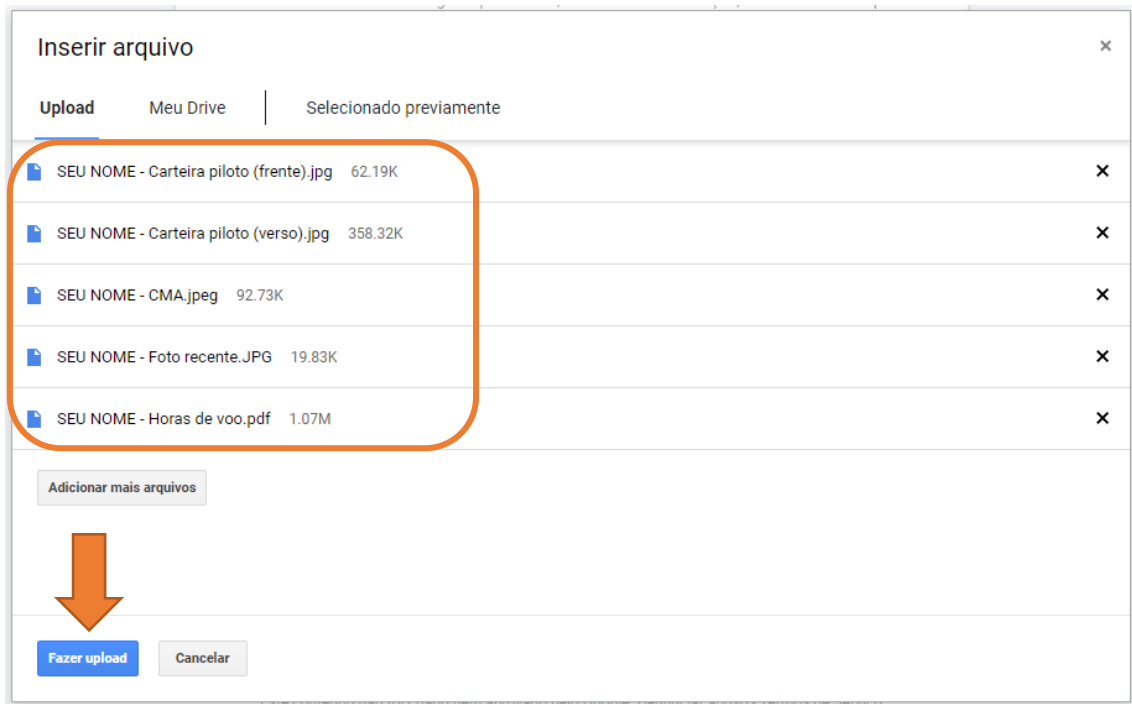 Inserir arquivo
Upload Meu Drive Selecionado previamente
SEU NOME - Carteira piloto (frente).jpg 62.19K
SEU NOME - Carteira piloto (verso).jpg 358.32K
SEU NOME - CMA.jpeg 92.73K
SEU NOME - Foto recente.JPG 19.83K
SEU NOME - Horas de voo.pdf 1.07M
Adicionar mais arquivos
Fazer upload Cancelar